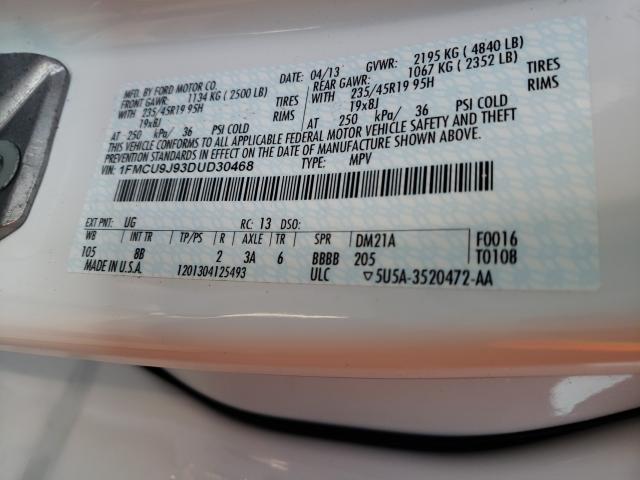 MFD. BY FORD MOTOR CO.
DATE: 04/13 GVWR: 2195 KG ( 4840 LB)
FRONT GAWR: 1134 KG ( 2500 LB) REAR GAWR: 1067 KG ( 2352 LB)
WITH 235/45R19 95H TIRES WITH 235/45R19 95H TIRES
19x8J RIMS 19x8J RIMS
AT 250 kPa/ 36 PSI COLD AT 250 kPa/ 36 PSI COLD
THIS VEHICLE CONFORMS TO ALL APPLICABLE FEDERAL MOTOR VEHICLE SAFETY AND THEFT
PREVENTION STANDARDS IN EFFECT ON THE DATE OF MANUFACTURE SHOWN ABOVE.
VIN: 1FMCU9J93DUD30468 TYPE: MPV
EXT PNT: UG RC: 13 DSO:
WB INT TR TP/PS R AXLE TR SPR DM21A F0016
105 8B 2 3A 6 BBBB 205 T0108
MADE IN U.S.A. 1201304125493 ULC ▽5U5A-3520472-AA